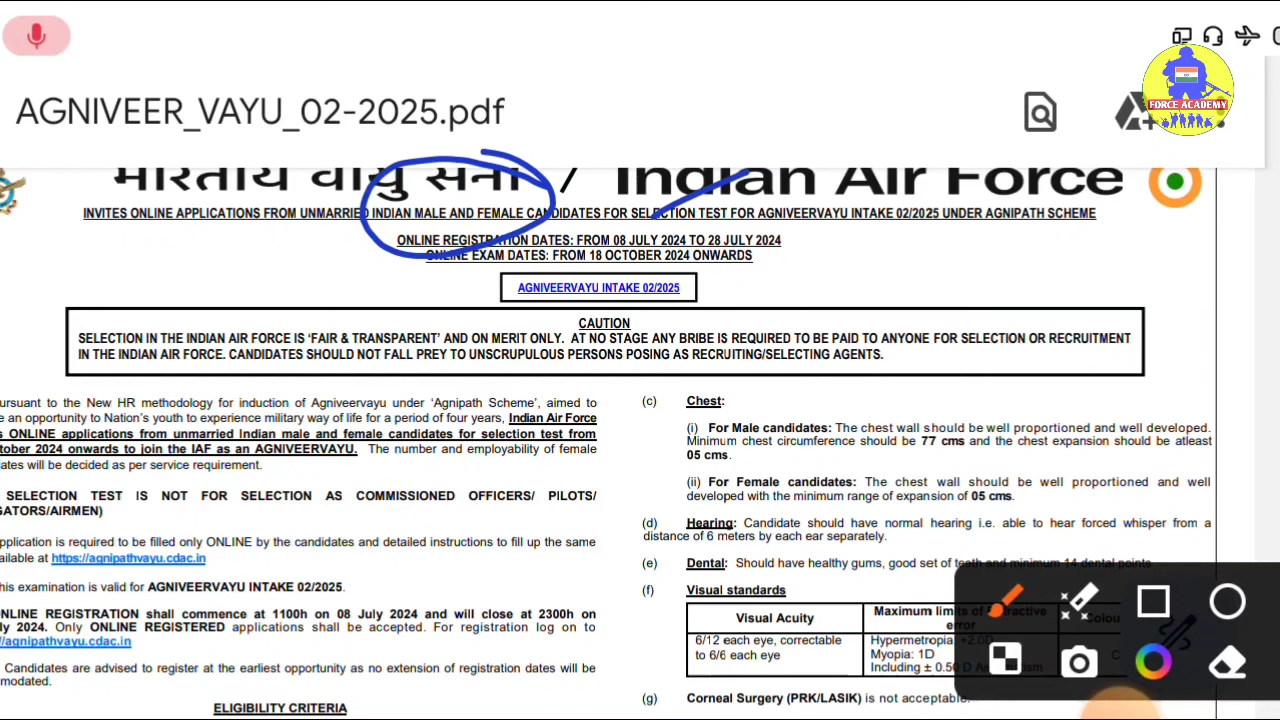 AGNIVEER_VAYU_02-2025.pdf
FORCE ACADEMY
भारतीय वायु सेना / Indian Air Force
INVITES ONLINE APPLICATIONS FROM UNMARRIED INDIAN MALE AND FEMALE CANDIDATES FOR SELECTION TEST FOR AGNIVEERVAYU INTAKE 02/2025 UNDER AGNIPATH SCHEME
ONLINE REGISTRATION DATES: FROM 08 JULY 2024 TO 28 JULY 2024
ONLINE EXAM DATES: FROM 18 OCTOBER 2024 ONWARDS
AGNIVEERVAYU INTAKE 02/2025
CAUTION
SELECTION IN THE INDIAN AIR FORCE IS ‘FAIR & TRANSPARENT’ AND ON MERIT ONLY. AT NO STAGE ANY BRIBE IS REQUIRED TO BE PAID TO ANYONE FOR SELECTION OR RECRUITMENT
IN THE INDIAN AIR FORCE. CANDIDATES SHOULD NOT FALL PREY TO UNSCRUPULOUS PERSONS POSING AS RECRUITING/SELECTING AGENTS.
ursuant to the New HR methodology for induction of Agniveervayu under ‘Agnipath Scheme’, aimed to
e an opportunity to Nation’s youth to experience military way of life for a period of four years, Indian Air Force
s ONLINE applications from unmarried Indian male and female candidates for selection test from
tober 2024 onwards to join the IAF as an AGNIVEERVAYU. The number and employability of female
dates will be decided as per service requirement.
SELECTION TEST IS NOT FOR SELECTION AS COMMISSIONED OFFICERS/ PILOTS/
GATORS/AIRMEN)
pplication is required to be filled only ONLINE by the candidates and detailed instructions to fill up the same
ailable at https://agnipathvayu.cdac.in
his examination is valid for AGNIVEERVAYU INTAKE 02/2025.
ONLINE REGISTRATION shall commence at 1100h on 08 July 2024 and will close at 2300h on
ly 2024. Only ONLINE REGISTERED applications shall be accepted. For registration log on to
//agnipathvayu.cdac.in
Candidates are advised to register at the earliest opportunity as no extension of registration dates will be
mmodated.
ELIGIBILITY CRITERIA
(c) Chest:
(i) For Male candidates: The chest wall should be well proportioned and well developed.
Minimum chest circumference should be 77 cms and the chest expansion should be atleast
05 cms.
(ii) For Female candidates: The chest wall should be well proportioned and well
developed with the minimum range of expansion of 05 cms.
(d) Hearing: Candidate should have normal hearing i.e. able to hear forced whisper from a
distance of 6 meters by each ear separately.
(e) Dental: Should have healthy gums, good set of teeth and minimum 14 dental points.
(f) Visual standards
Visual Acuity Maximum limits of refractive error Colou
6/12 each eye, correctable
to 6/6 each eye
Hypermetropia: +2.0D
Myopia: 1D
Including ± 0.50 D Astigmatism
C
(g) Corneal Surgery (PRK/LASIK) is not acceptable.